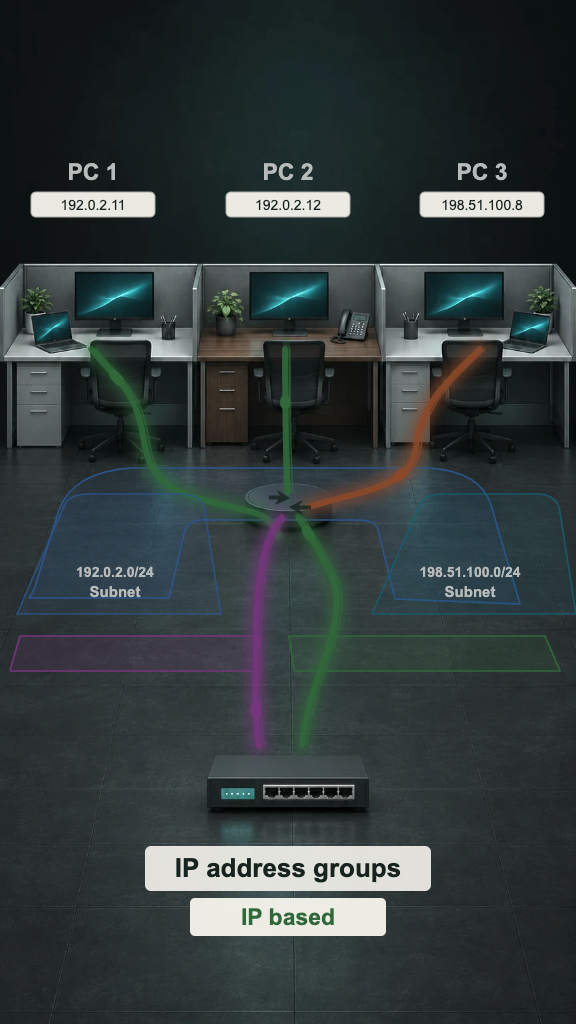 PC 1
PC 2
PC 3
192.0.2.11
192.0.2.12
198.51.100.8
192.0.2.0/24
Subnet
198.51.100.0/24
Subnet
IP address groups
IP based